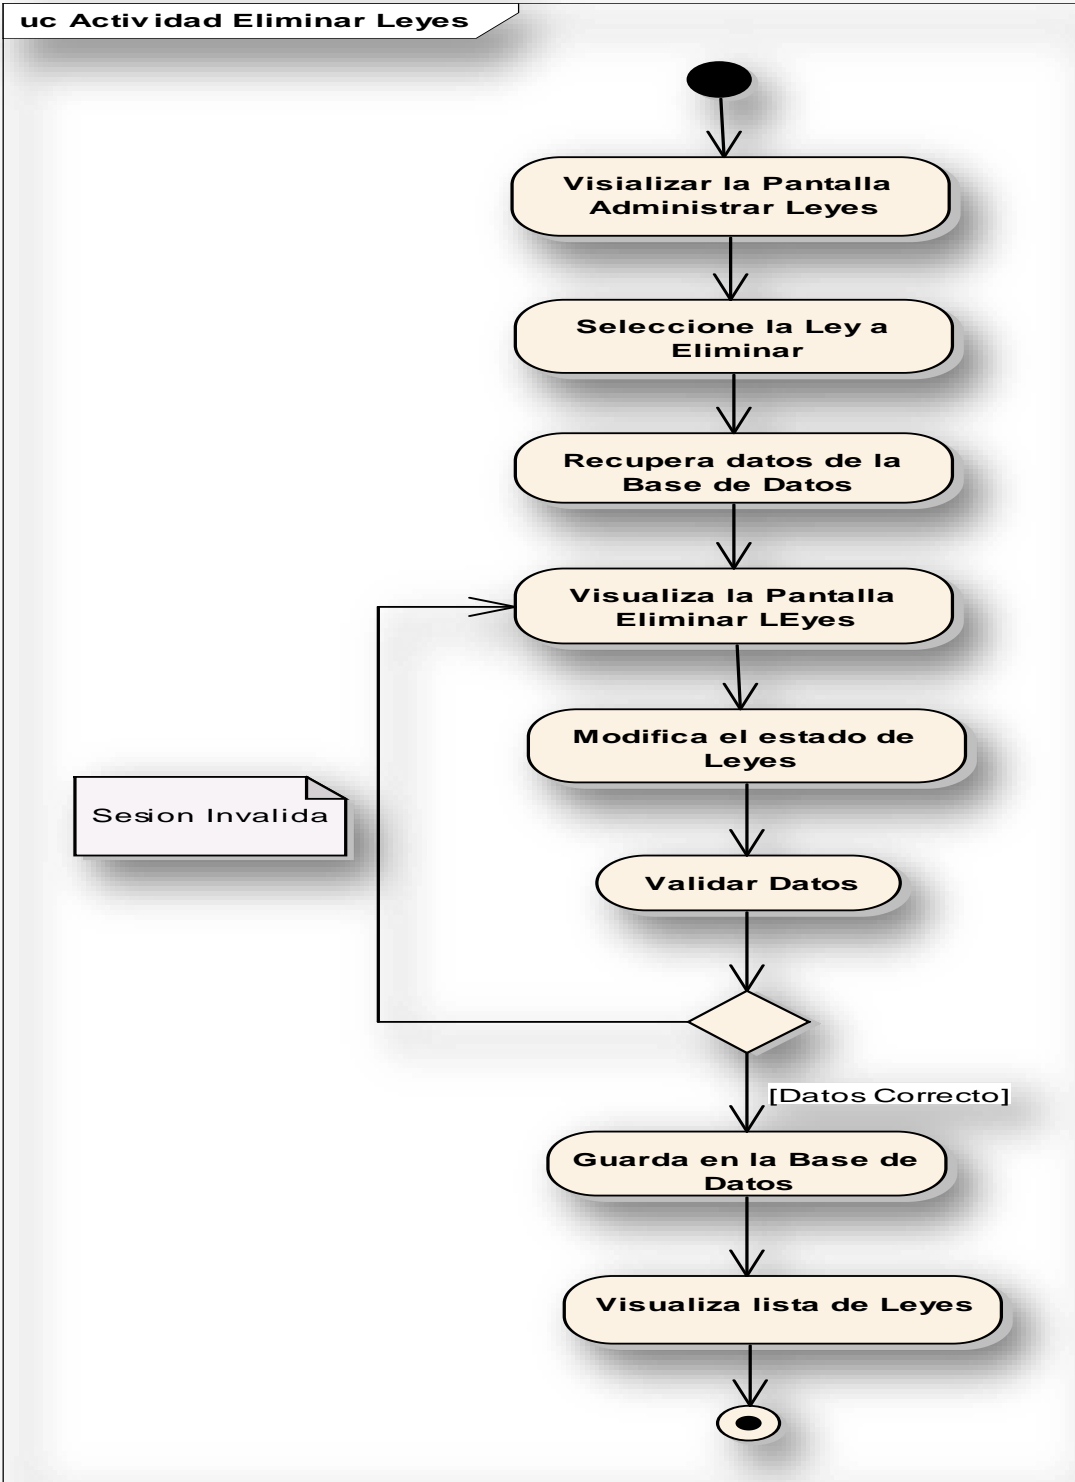 uc Actividad Eliminar Leyes
Visializar la Pantalla
Administrar Leyes
Seleccione la Ley a
Eliminar
Recupera datos de la
Base de Datos
Visualiza la Pantalla
Eliminar LEyes
Modifica el estado de
Leyes
Sesion Invalida
Validar Datos
[Datos Correcto]
Guarda en la Base de
Datos
Visualiza lista de Leyes